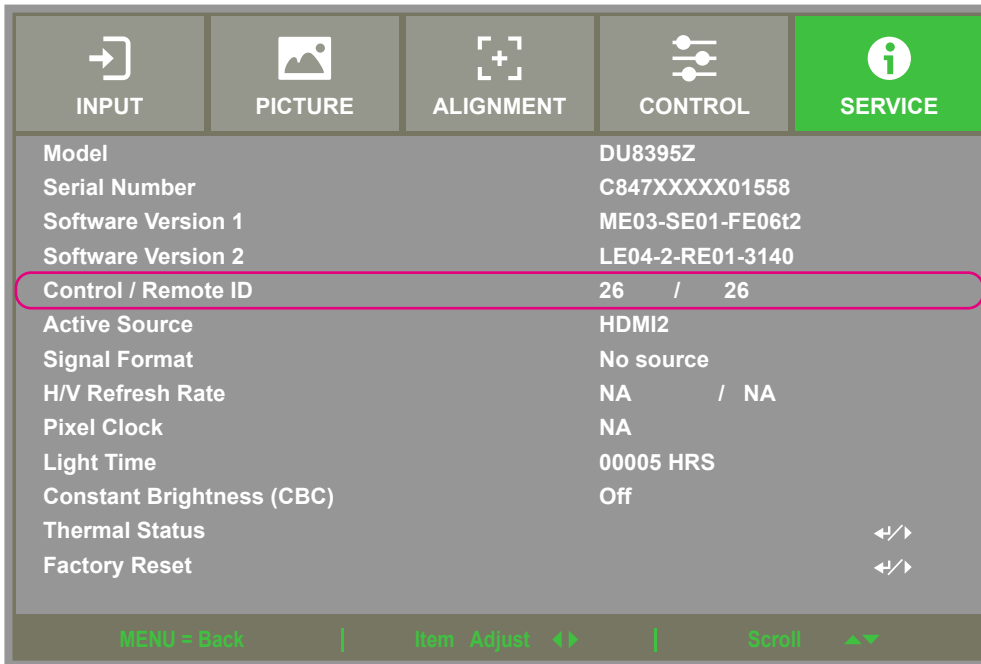 INPUT PICTURE ALIGNMENT CONTROL SERVICE
Model DU8395Z
Serial Number C847XXXXX01558
Software Version 1 ME03-SE01-FE06t2
Software Version 2 LE04-2-RE01-3140
Control / Remote ID 26 / 26
Active Source HDMI2
Signal Format No source
H/V Refresh Rate NA / NA
Pixel Clock NA
Light Time 00005 HRS
Constant Brightness (CBC) Off
Thermal Status
Factory Reset
MENU = Back | Item Adjust | Scroll